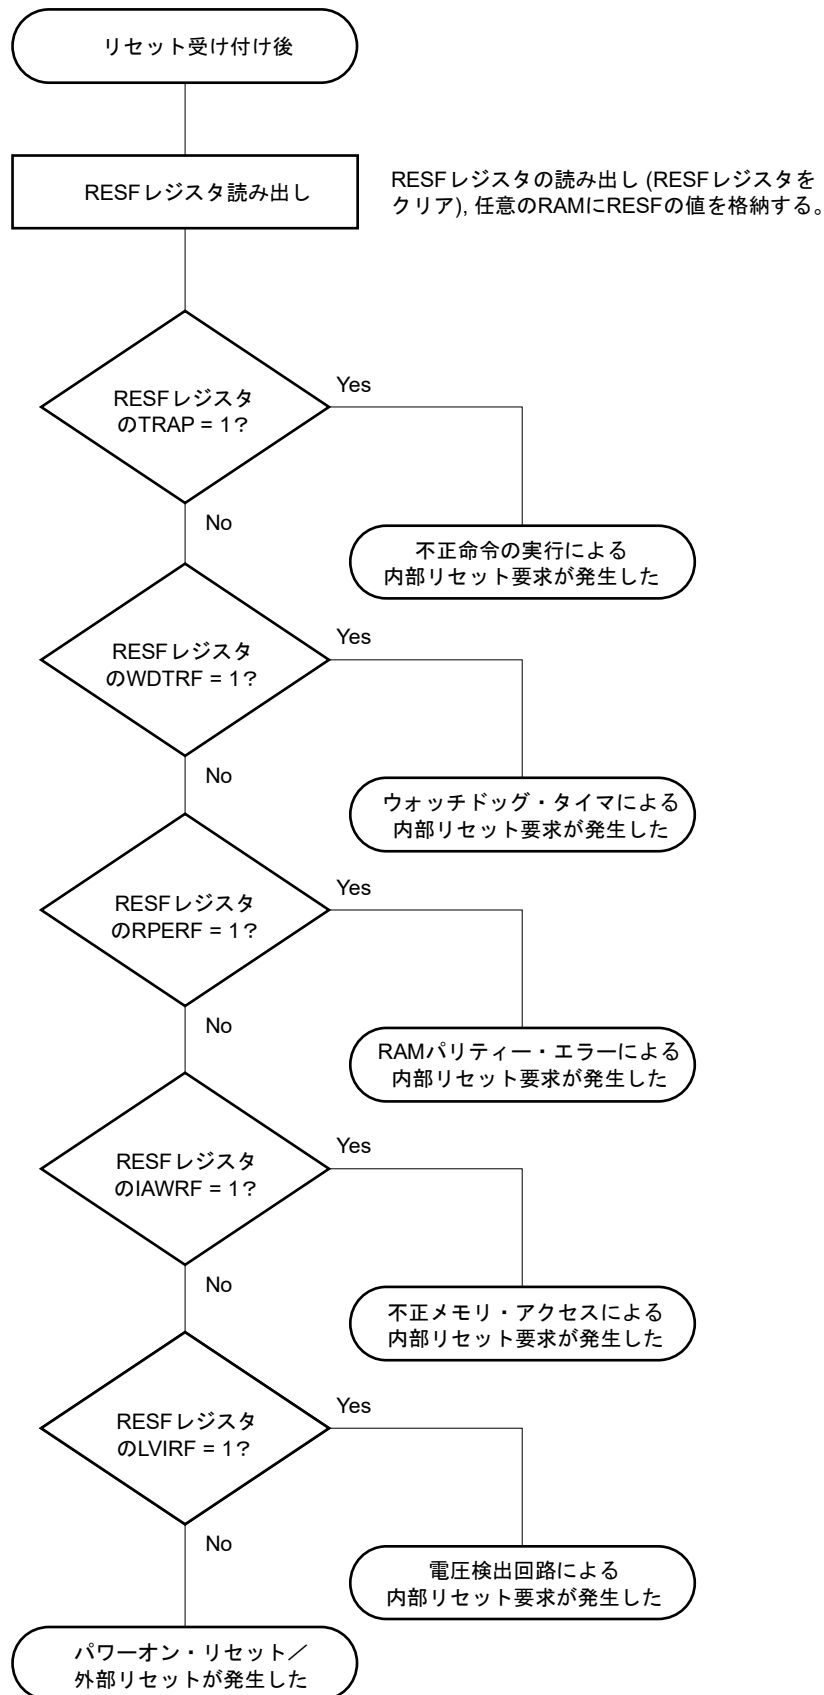 リセット受け付け後
RESFレジスタ読み出し
RESFレジスタの読み出し (RESFレジスタを
クリア), 任意のRAMにRESFの値を格納する。
RESFレジスタ
のTRAP = 1?
Yes
No
不正命令の実行による
内部リセット要求が発生した
RESFレジスタ
のWDTRF = 1?
Yes
No
ウォッチドッグ・タイマによる
内部リセット要求が発生した
RESFレジスタ
のRPERF = 1?
Yes
No
RAMパリティー・エラーによる
内部リセット要求が発生した
RESFレジスタ
のIAWRF = 1?
Yes
No
不正メモリ・アクセスによる
内部リセット要求が発生した
RESFレジスタ
のLVIRF = 1?
Yes
No
電圧検出回路による
内部リセット要求が発生した
パワーオン・リセット／
外部リセットが発生した